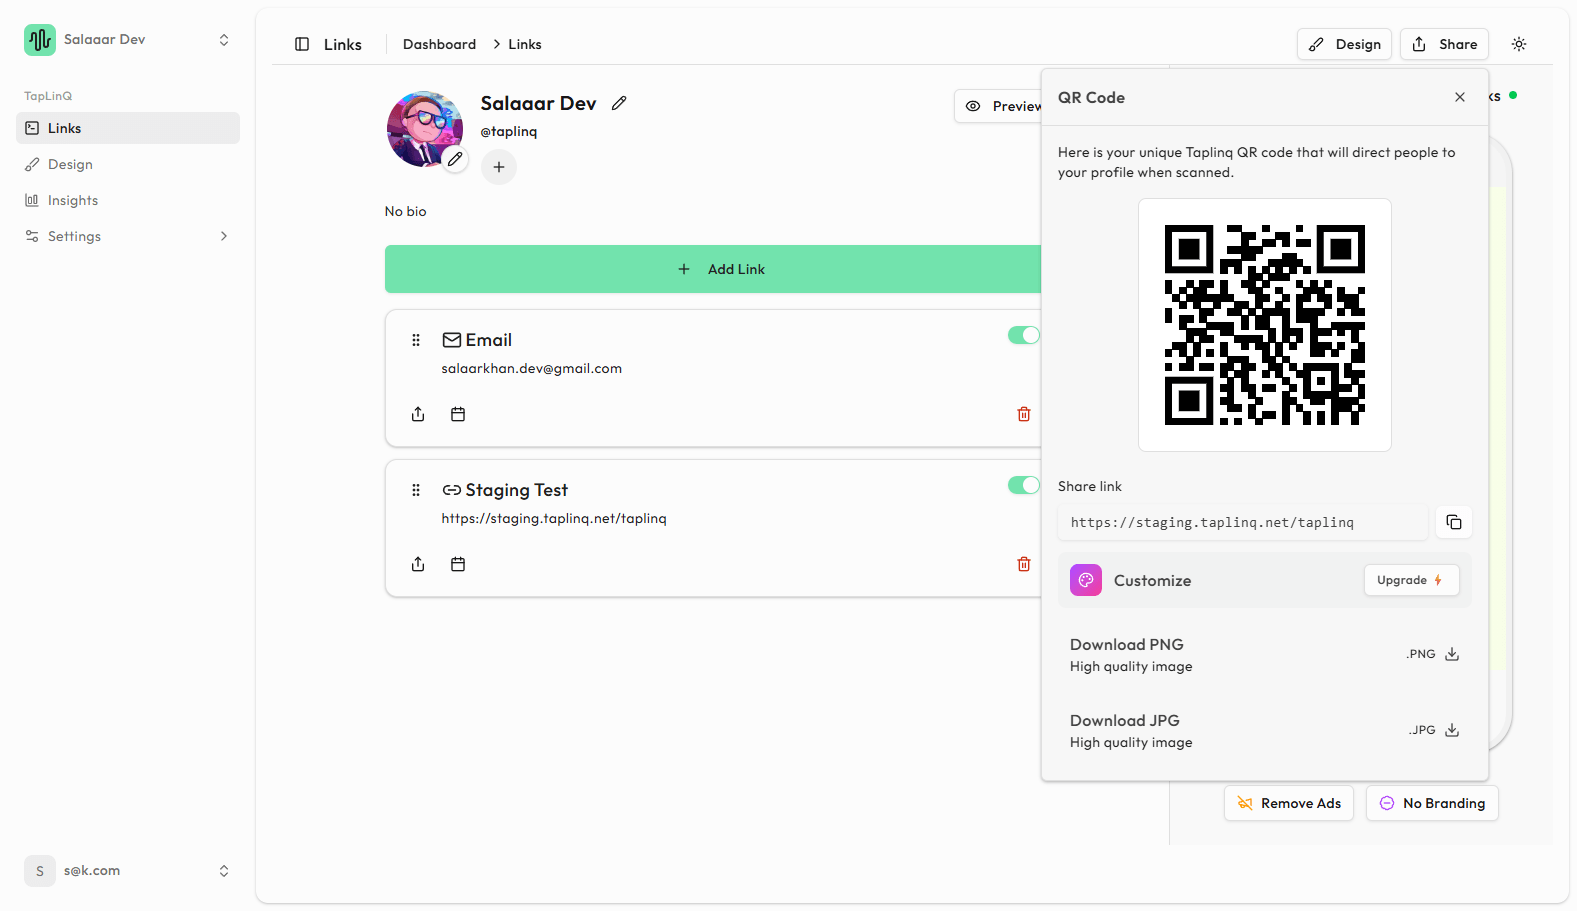 Salaaar Dev
TapLinQ
Links
Design
Insights
Settings
S
s@k.com
Links
Dashboard
Links
Design
Share
Salaaar Dev
@taplinq
Preview
No bio
Add Link
Email
salaarkhan.dev@gmail.com
Staging Test
https://staging.taplinq.net/taplinq
QR Code
Here is your unique Taplinq QR code that will direct people to
your profile when scanned.
Share link
https://staging.taplinq.net/taplinq
Customize
Upgrade
Download PNG
High quality image
.PNG
Download JPG
High quality image
.JPG
Remove Ads
No Branding